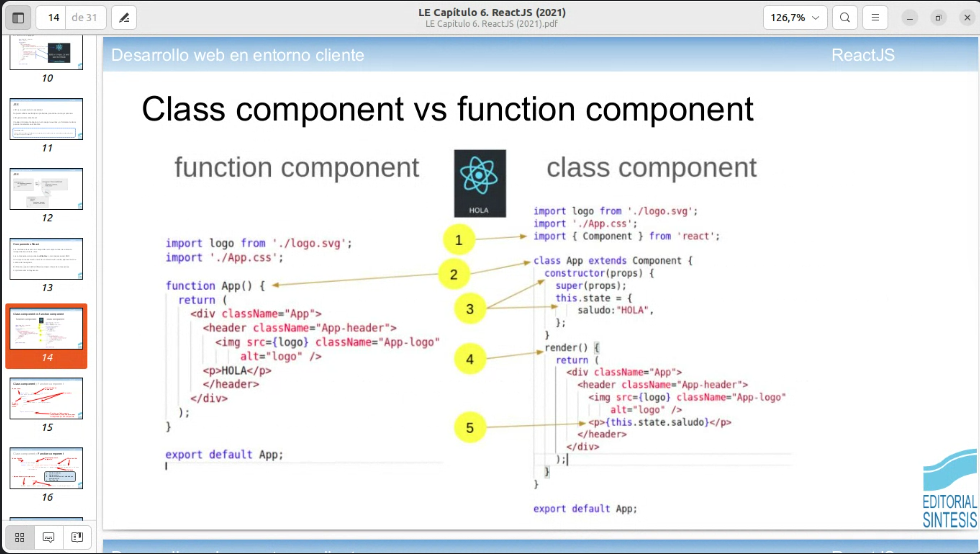 14
de 31
LE Capítulo 6. ReactJS (2021)
LE Capítulo 6. ReactJS (2021).pdf
126,7%
10
11
12
13
14
15
16
Desarrollo web en entorno cliente
ReactJS
Class component vs function component
function component
HOLA
class component
import logo from './logo.svg';
import './App.css';
function App() {
return (
<div className="App">
<header className="App-header">
<img src={logo} className="App-logo"
alt="logo" />
<p>HOLA</p>
</header>
</div>
);
}
export default App;
1
2
3
4
5
import logo from './logo.svg';
import './App.css';
import { Component } from 'react';
class App extends Component {
constructor(props) {
super(props);
this.state = {
saludo:"HOLA",
};
}
render() {
return (
<div className="App">
<header className="App-header">
<img src={logo} className="App-logo"
alt="logo" />
<p>{this.state.saludo}</p>
</header>
</div>
);
}
}
export default App;
EDITORIAL
SINTESIS